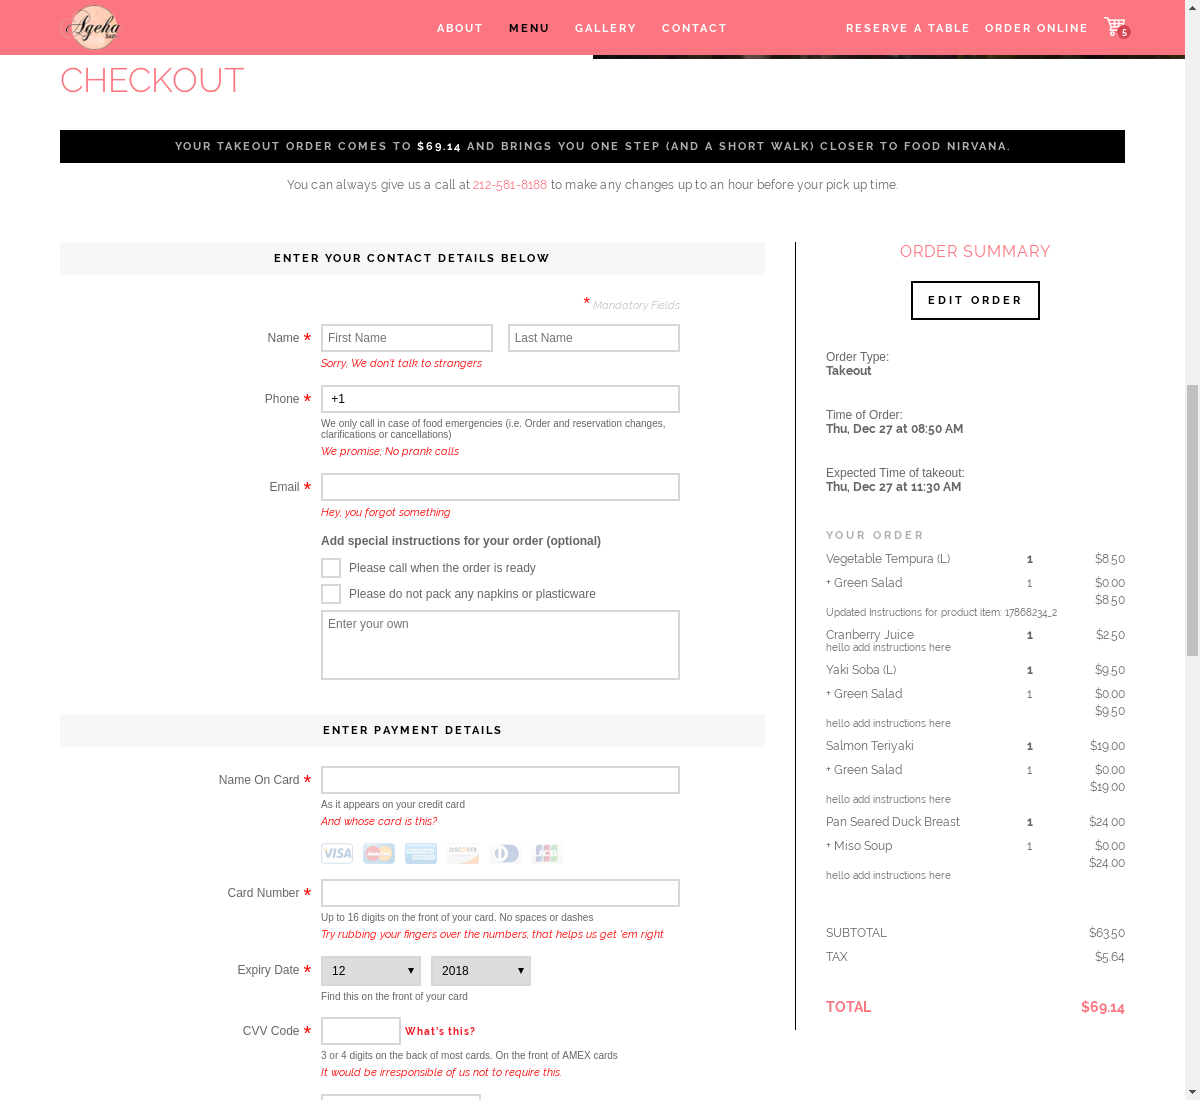 Ageha
ABOUT MENU GALLERY CONTACT RESERVE A TABLE ORDER ONLINE 5
CHECKOUT
YOUR TAKEOUT ORDER COMES TO $69.14 AND BRINGS YOU ONE STEP (AND A SHORT WALK) CLOSER TO FOOD NIRVANA.
You can always give us a call at 212-581-8188 to make any changes up to an hour before your pick up time.
ENTER YOUR CONTACT DETAILS BELOW
* Mandatory Fields
Name * First Name Last Name
Sorry, We don't talk to strangers
Phone * +1
We only call in case of food emergencies (i.e. Order and reservation changes,
clarifications or cancellations)
We promise; No prank calls
Email *
Hey, you forgot something
Add special instructions for your order (optional)
Please call when the order is ready
Please do not pack any napkins or plasticware
Enter your own
ENTER PAYMENT DETAILS
Name On Card *
As it appears on your credit card
And whose card is this?
VISA MasterCard DISCOVER JCB
Card Number *
Up to 16 digits on the front of your card. No spaces or dashes
Try rubbing your fingers over the numbers, that helps us get 'em right
Expiry Date * 12 2018
Find this on the front of your card
CVV Code * What's this?
3 or 4 digits on the back of most cards. On the front of AMEX cards
It would be irresponsible of us not to require this.
ORDER SUMMARY
EDIT ORDER
Order Type:
Takeout
Time of Order:
Thu, Dec 27 at 08:50 AM
Expected Time of takeout:
Thu, Dec 27 at 11:30 AM
YOUR ORDER
Vegetable Tempura (L) 1 $8.50
+ Green Salad 1 $0.00
$8.50
Updated Instructions for product item: 17868234_2
Cranberry Juice 1 $2.50
hello add instructions here
Yaki Soba (L) 1 $9.50
+ Green Salad 1 $0.00
$9.50
hello add instructions here
Salmon Teriyaki 1 $19.00
+ Green Salad 1 $0.00
$19.00
hello add instructions here
Pan Seared Duck Breast 1 $24.00
+ Miso Soup 1 $0.00
$24.00
hello add instructions here
SUBTOTAL $63.50
TAX $5.64
TOTAL $69.14